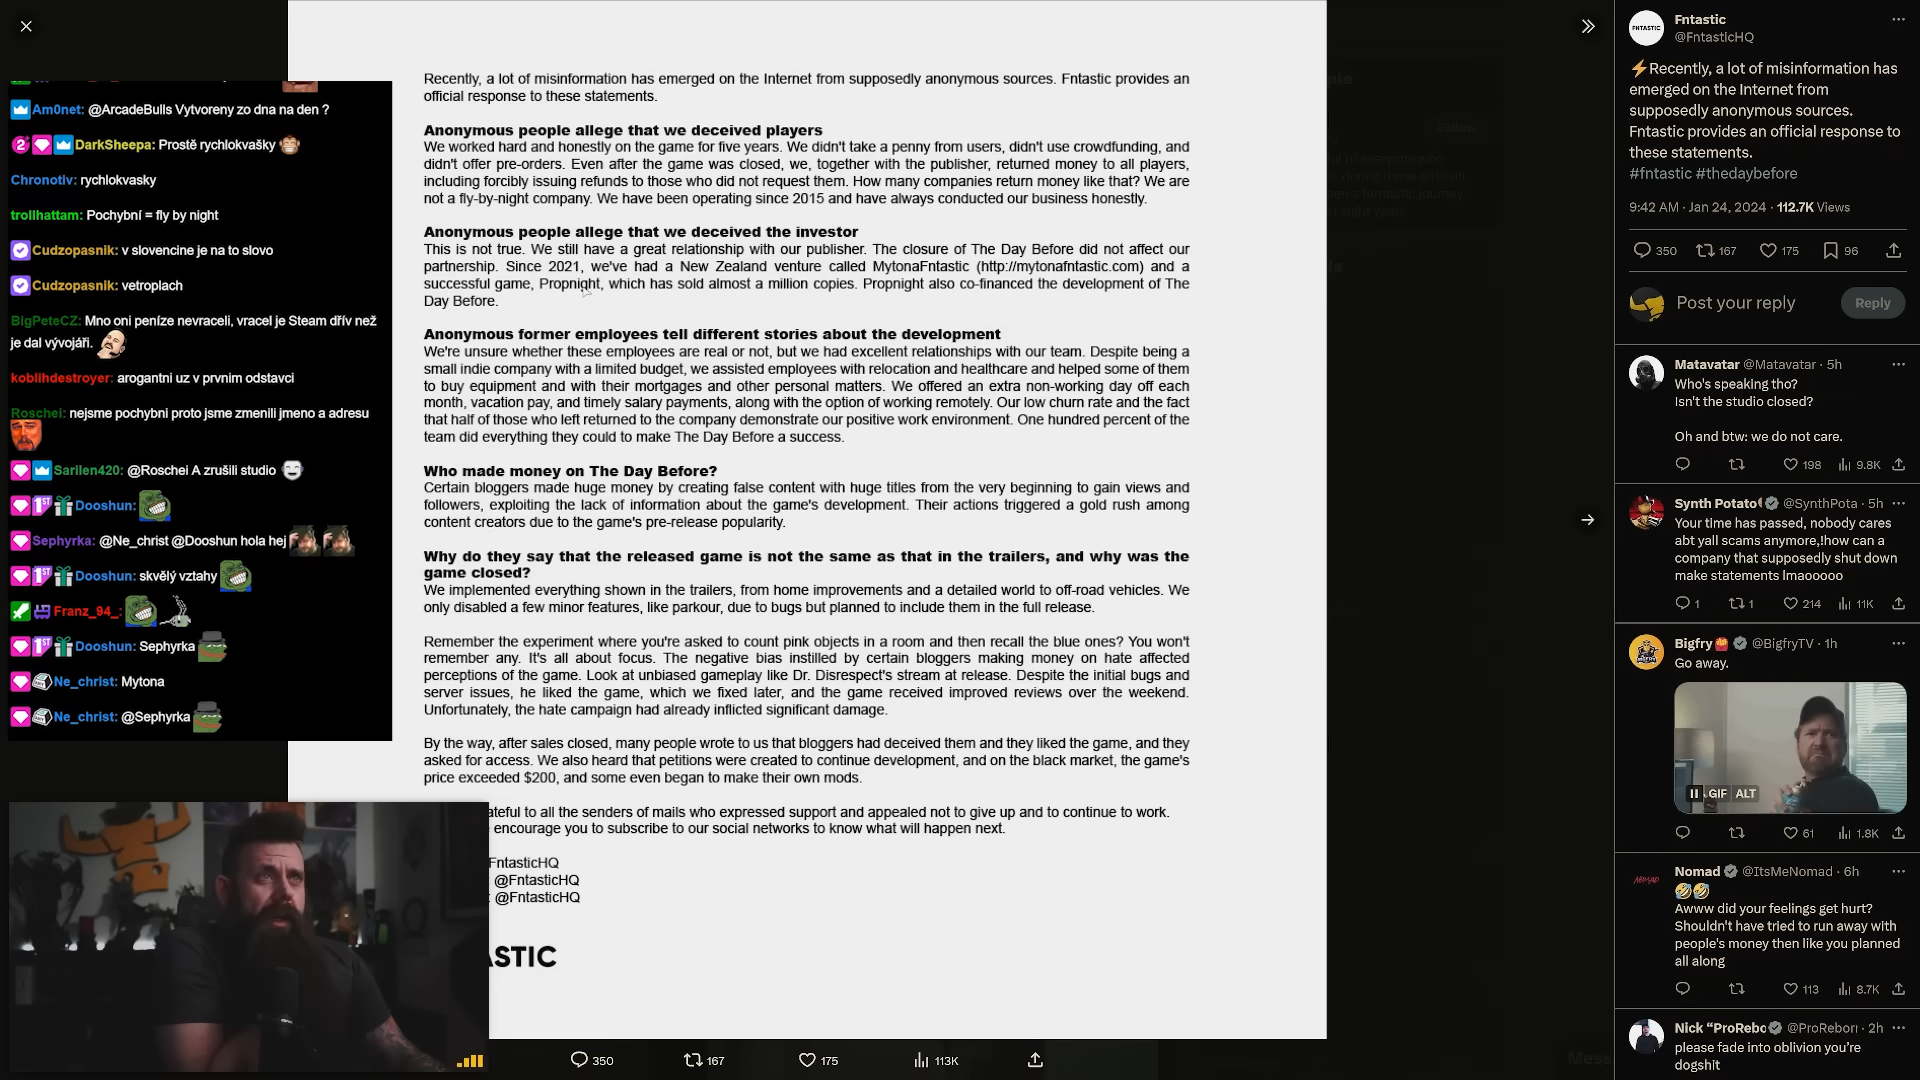 Am0net: @ArcadeBulls Vytvoreny zo dna na den ?
2 DarkSheepa: Prostě rychlokvašky
Chronotiv: rychlokvasky
trollhattam: Pochybní = fly by night
Cudzopasnik: v slovencine je na to slovo
Cudzopasnik: vetroplach
BigPeteCZ: Mno oni peníze nevraceli, vracel je Steam dřív než
je dal vývojáři.
koblihdestroyer: arogantni uz v prvnim odstavci
Roschei: nejsme pochybni proto jsme zmenili jmeno a adresu
Sarilen420: @Roschei A zrušili studio
1ST Dooshun:
Sephyrka: @Ne_christ @Dooshun hola hej
1ST Dooshun: skvělý vztahy
Franz_94_:
1ST Dooshun: Sephyrka
Ne_christ: Mytona
Ne_christ: @Sephyrka
Recently, a lot of misinformation has emerged on the Internet from supposedly anonymous sources. Fntastic provides an
official response to these statements.
Anonymous people allege that we deceived players
We worked hard and honestly on the game for five years. We didn't take a penny from users, didn't use crowdfunding, and
didn't offer pre-orders. Even after the game was closed, we, together with the publisher, returned money to all players,
including forcibly issuing refunds to those who did not request them. How many companies return money like that? We are
not a fly-by-night company. We have been operating since 2015 and have always conducted our business honestly.
Anonymous people allege that we deceived the investor
This is not true. We still have a great relationship with our publisher. The closure of The Day Before did not affect our
partnership. Since 2021, we've had a New Zealand venture called MytonaFntastic (http://mytonafntastic.com) and a
successful game, Propnight, which has sold almost a million copies. Propnight also co-financed the development of The
Day Before.
Anonymous former employees tell different stories about the development
We're unsure whether these employees are real or not, but we had excellent relationships with our team. Despite being a
small indie company with a limited budget, we assisted employees with relocation and healthcare and helped some of them
to buy equipment and with their mortgages and other personal matters. We offered an extra non-working day off each
month, vacation pay, and timely salary payments, along with the option of working remotely. Our low churn rate and the fact
that half of those who left returned to the company demonstrate our positive work environment. One hundred percent of the
team did everything they could to make The Day Before a success.
Who made money on The Day Before?
Certain bloggers made huge money by creating false content with huge titles from the very beginning to gain views and
followers, exploiting the lack of information about the game's development. Their actions triggered a gold rush among
content creators due to the game's pre-release popularity.
Why do they say that the released game is not the same as that in the trailers, and why was the
game closed?
We implemented everything shown in the trailers, from home improvements and a detailed world to off-road vehicles. We
only disabled a few minor features, like parkour, due to bugs but planned to include them in the full release.
Remember the experiment where you're asked to count pink objects in a room and then recall the blue ones? You won't
remember any. It's all about focus. The negative bias instilled by certain bloggers making money on hate affected
perceptions of the game. Look at unbiased gameplay like Dr. Disrespect's stream at release. Despite the initial bugs and
server issues, he liked the game, which we fixed later, and the game received improved reviews over the weekend.
Unfortunately, the hate campaign had already inflicted significant damage.
By the way, after sales closed, many people wrote to us that bloggers had deceived them and they liked the game, and they
asked for access. We also heard that petitions were created to continue development, and on the black market, the game's
price exceeded $200, and some even began to make their own mods.
ateful to all the senders of mails who expressed support and appealed not to give up and to continue to work.
encourage you to subscribe to our social networks to know what will happen next.
FntasticHQ
@FntasticHQ
@FntasticHQ
ASTIC
350 167 175 113K
FNTASTIC
Fntastic
@FntasticHQ
⚡Recently, a lot of misinformation has
emerged on the Internet from
supposedly anonymous sources.
Fntastic provides an official response to
these statements.
#fntastic #thedaybefore
9:42 AM · Jan 24, 2024 · 112.7K Views
350 167 175 96
Post your reply Reply
Matavatar @Matavatar · 5h
Who's speaking tho?
Isn't the studio closed?
Oh and btw: we do not care.
198 9.8K
Synth Potato @SynthPota · 5h
Your time has passed, nobody cares
abt yall scams anymore,!how can a
company that supposedly shut down
make statements lmaooooo
1 1 214 11K
Bigfry @BigfryTV · 1h
Go away.
GIF ALT
61 1.8K
NOMAD
Nomad @ItsMeNomad · 6h
🤣🤣
Awww did your feelings get hurt?
Shouldn't have tried to run away with
people's money then like you planned
all along
113 8.7K
Nick “ProRebo @ProRebor · 2h
please fade into oblivion you're
dogshit